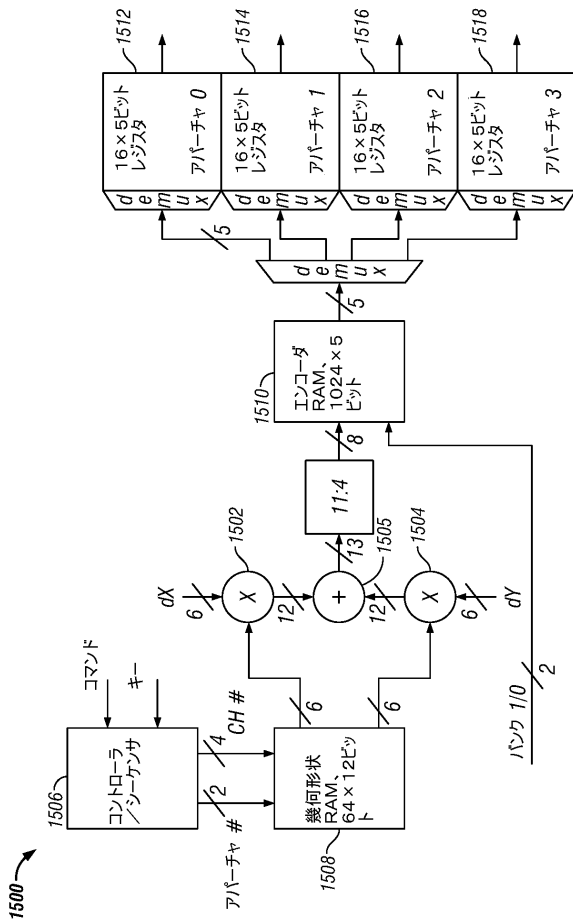 1500
1506
コントローラ
／シーケンサ
コマンド
キー
アパーチャ #
2
4
CH #
1508
幾何形状
RAM、
64×12ビッ
ト
6
6
dX
6
X
1502
12
+
1505
12
X
1504
6
dY
13
11:4
8
バンク 1/0
2
1510
エンコーダ
RAM、
1024×5
ビット
5
demux
5
demux
16×5ビット
レジスタ
アパーチャ 0
1512
demux
16×5ビット
レジスタ
アパーチャ 1
1514
demux
16×5ビット
レジスタ
アパーチャ 2
1516
demux
16×5ビット
レジスタ
アパーチャ 3
1518